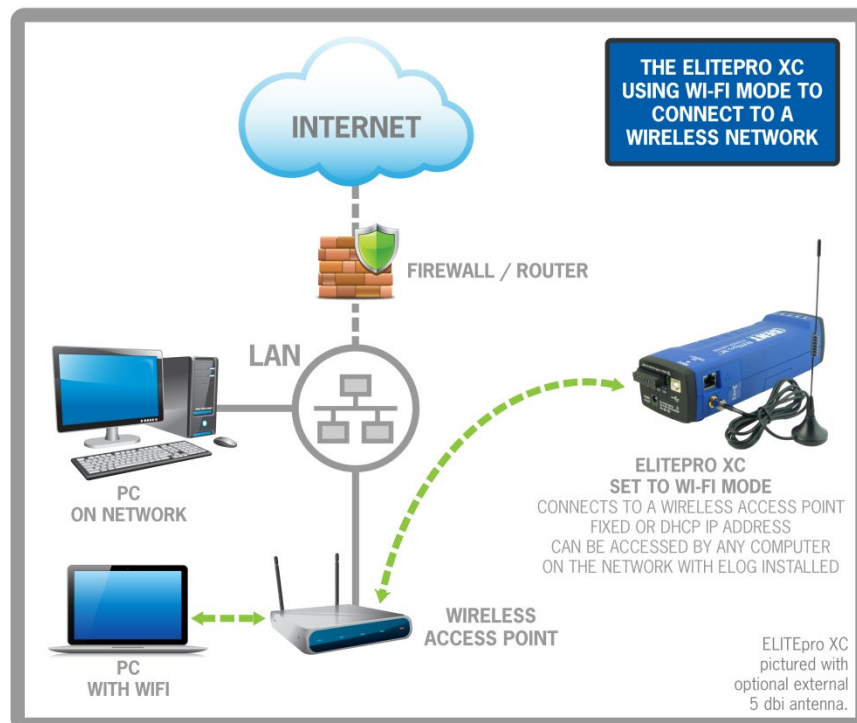 THE ELITEPRO XC
USING WI-FI MODE TO
CONNECT TO A
WIRELESS NETWORK
INTERNET
FIREWALL / ROUTER
LAN
PC
ON NETWORK
DENT
ELITEPRO XC
SET TO WI-FI MODE
CONNECTS TO A WIRELESS ACCESS POINT
FIXED OR DHCP IP ADDRESS
CAN BE ACCESSED BY ANY COMPUTER
ON THE NETWORK WITH ELOG INSTALLED
WIRELESS
ACCESS POINT
PC
WITH WIFI
ELITEpro XC
pictured with
optional external
5 dbi antenna.